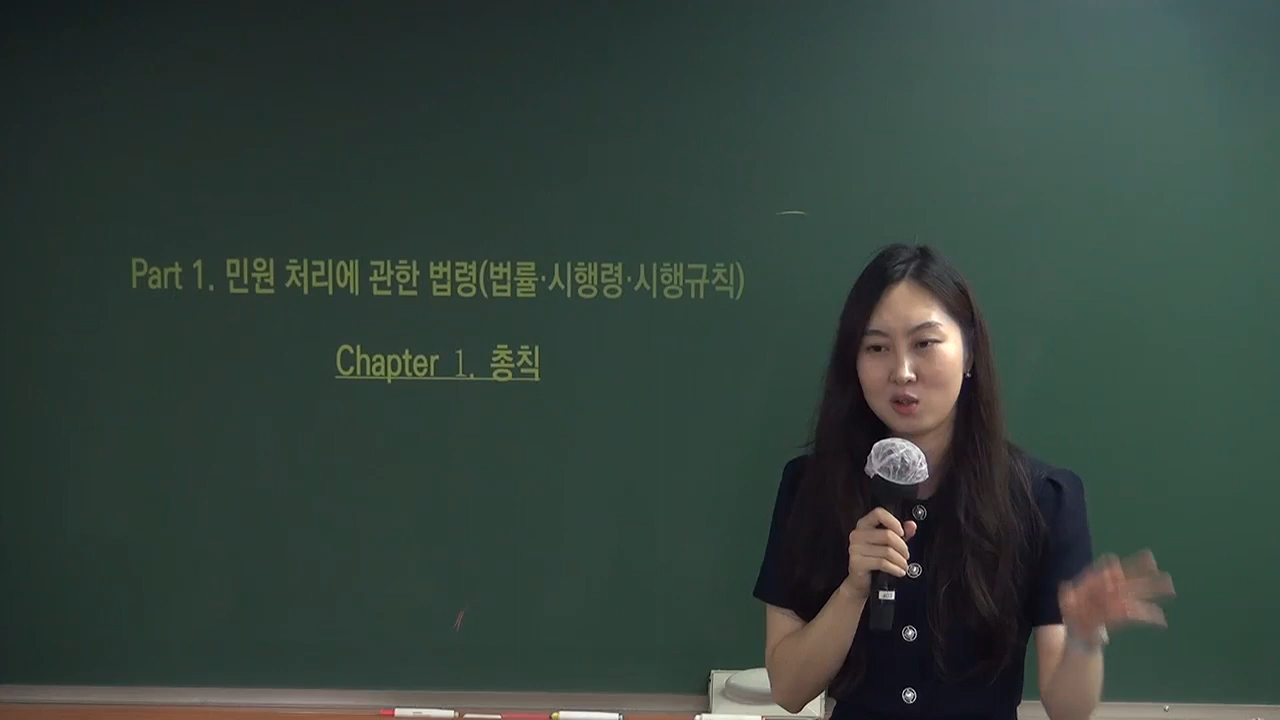 Part 1. 민원 처리에 관한 법령(법률·시행령·시행규칙)
Chapter 1. 총칙